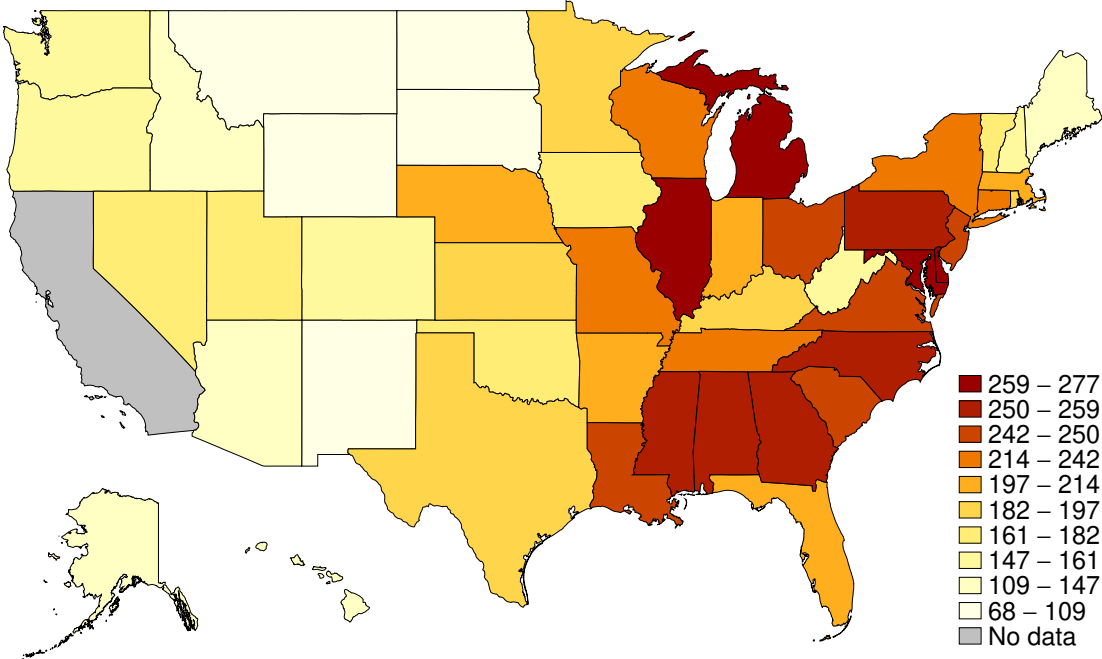 259 – 277
250 – 259
242 – 250
214 – 242
197 – 214
182 – 197
161 – 182
147 – 161
109 – 147
68 – 109
No data